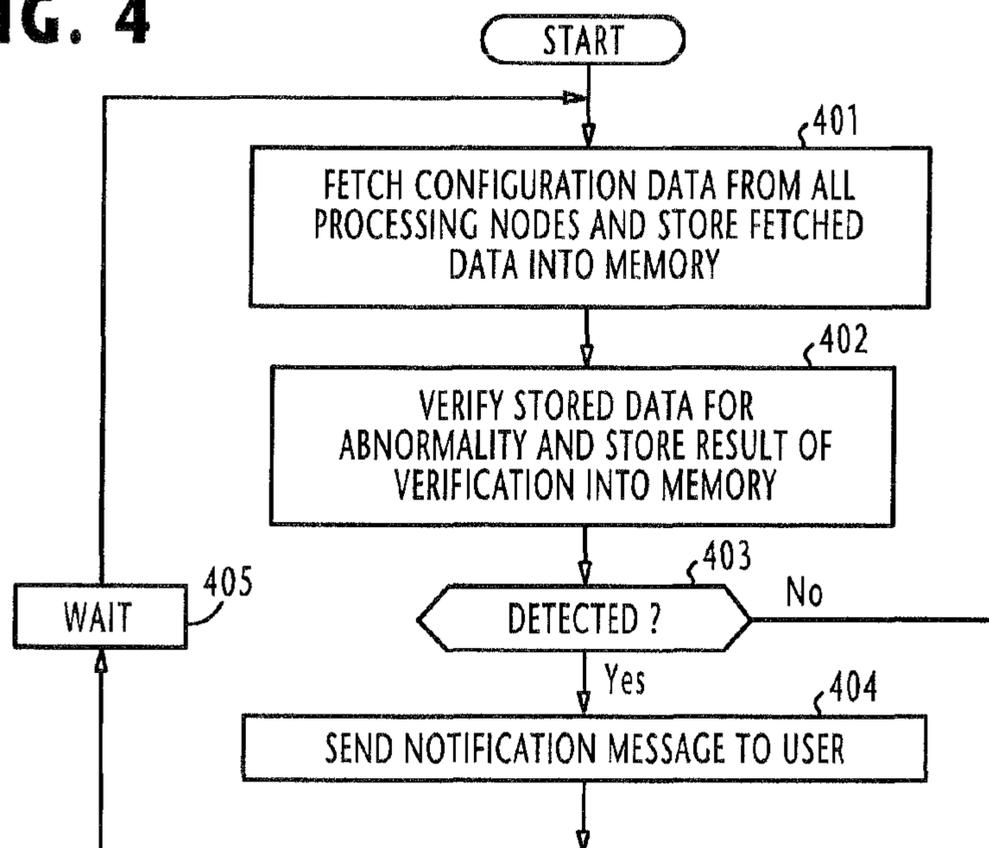 IG. 4
START
401
FETCH CONFIGURATION DATA FROM ALL
PROCESSING NODES AND STORE FETCHED
DATA INTO MEMORY
402
VERIFY STORED DATA FOR
ABNORMALITY AND STORE RESULT OF
VERIFICATION INTO MEMORY
403
DETECTED ?
No
405
WAIT
Yes
404
SEND NOTIFICATION MESSAGE TO USER